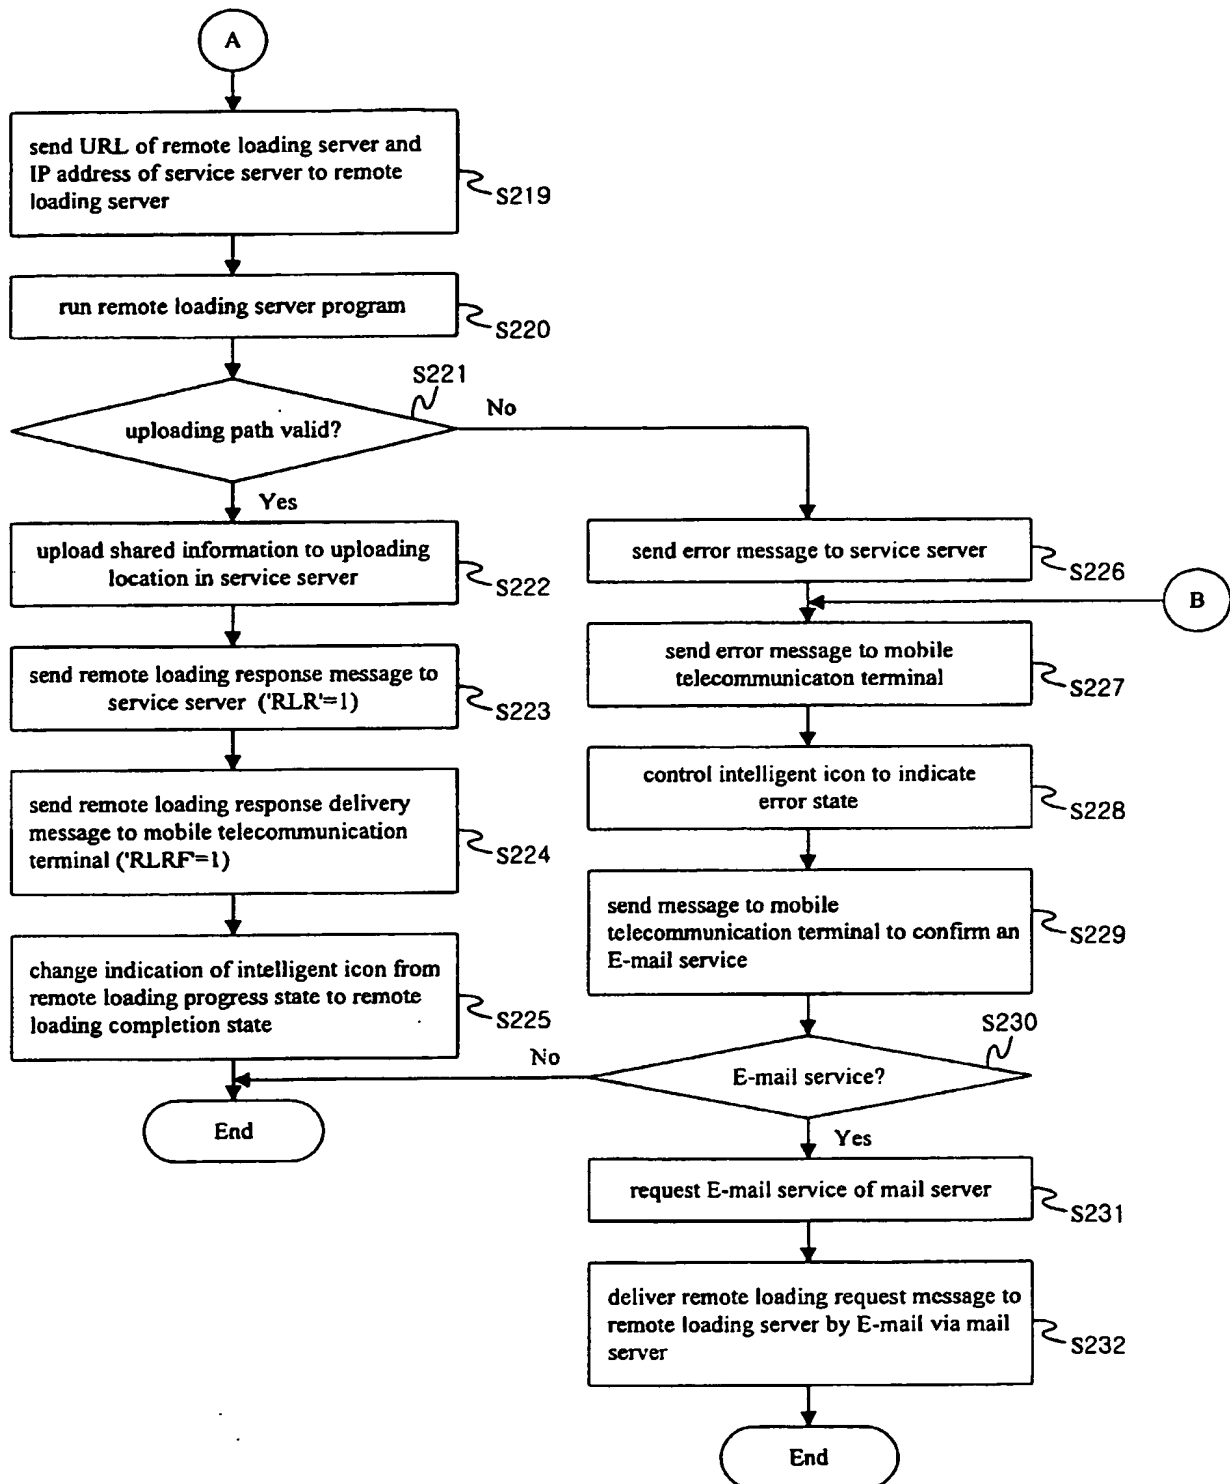 A
send URL of remote loading server and
IP address of service server to remote
loading server
S219
run remote loading server program
S220
S221
uploading path valid?
No
Yes
upload shared information to uploading
location in service server
S222
send remote loading response message to
service server ('RLR'=1)
S223
send remote loading response delivery
message to mobile telecommunication
terminal ('RLRF'=1)
S224
change indication of intelligent icon from
remote loading progress state to remote
loading completion state
S225
End
send error message to service server
S226
B
send error message to mobile
telecommunicaton terminal
S227
control intelligent icon to indicate
error state
S228
send message to mobile
telecommunication terminal to confirm an
E-mail service
S229
S230
No
E-mail service?
Yes
request E-mail service of mail server
S231
deliver remote loading request message to
remote loading server by E-mail via mail
server
S232
End